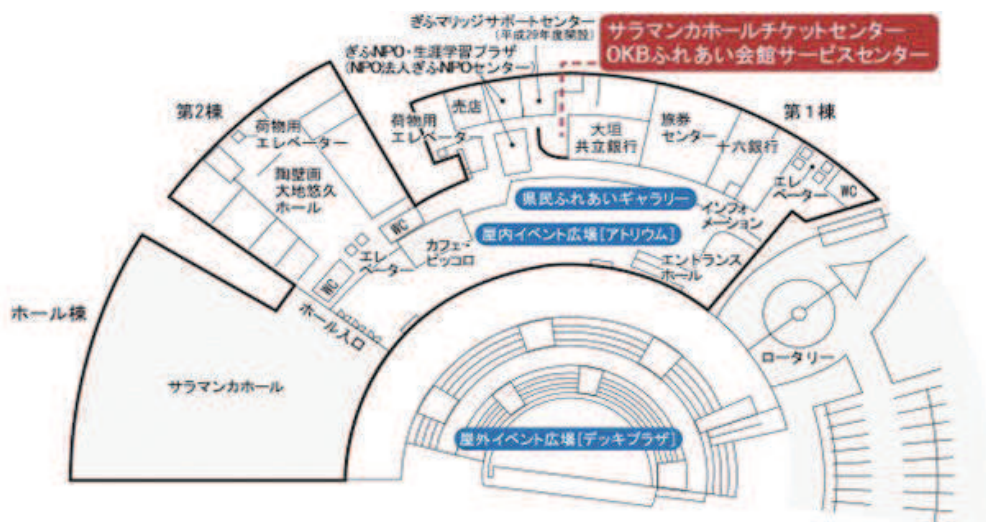 ぎふマリッジサポートセンター
(平成29年度開設)
サラマンカホールチケットセンター
OKBふれあい会館サービスセンター
ぎふNPO・生涯学習プラザ
(NPO法人ぎふNPOセンター)
第2棟
荷物用
エレベーター
陶壁画
大地悠久
ホール
荷物用
エレベーター
売店
大垣
共立銀行
旅券
センター
十六銀行
第1棟
エレ
ベーター
WC
県民ふれあいギャラリー
インフォ
メーション
屋内イベント広場[アトリウム]
エントランス
ホール
WC
カフェ・
ピッコロ
エレ
ベーター
WC
ホール入口
ホール棟
サラマンカホール
ロータリー
屋外イベント広場[デッキプラザ]